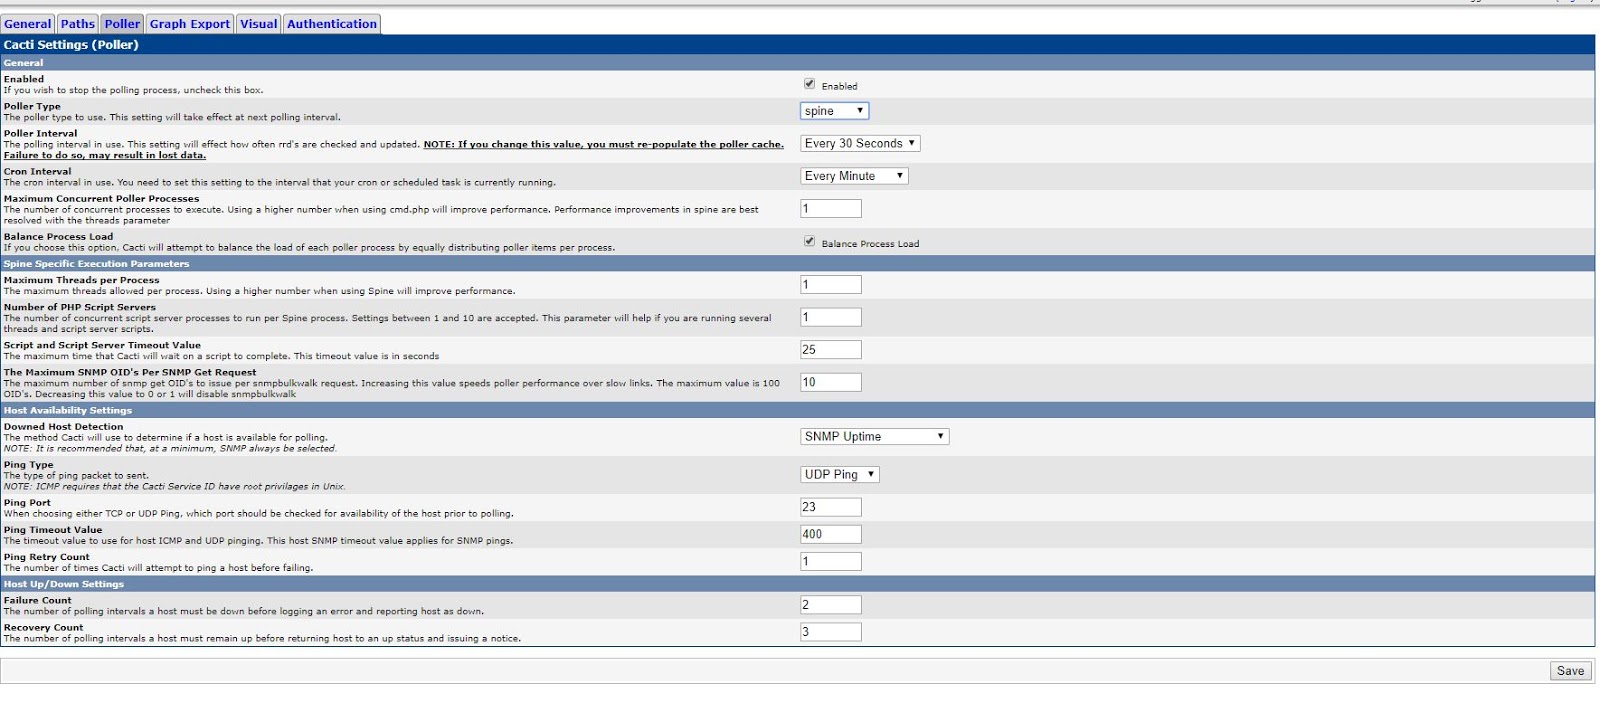 General Paths Poller Graph Export Visual Authentication
Cacti Settings (Poller)
General
Enabled
If you wish to stop the polling process, uncheck this box.
Enabled
Poller Type
The poller type to use. This setting will take effect at next polling interval.
spine
Poller Interval
The polling interval in use. This setting will effect how often rrd's are checked and updated. NOTE: If you change this value, you must re-populate the poller cache.
Failure to do so, may result in lost data.
Every 30 Seconds
Cron Interval
The cron interval in use. You need to set this setting to the interval that your cron or scheduled task is currently running.
Every Minute
Maximum Concurrent Poller Processes
The number of concurrent processes to execute. Using a higher number when using cmd.php will improve performance. Performance improvements in spine are best
resolved with the threads parameter
1
Balance Process Load
If you choose this option, Cacti will attempt to balance the load of each poller process by equally distributing poller items per process.
Balance Process Load
Spine Specific Execution Parameters
Maximum Threads per Process
The maximum threads allowed per process. Using a higher number when using Spine will improve performance.
1
Number of PHP Script Servers
The number of concurrent script server processes to run per Spine process. Settings between 1 and 10 are accepted. This parameter will help if you are running several
threads and script server scripts.
1
Script and Script Server Timeout Value
The maximum time that Cacti will wait on a script to complete. This timeout value is in seconds
25
The Maximum SNMP OID's Per SNMP Get Request
The maximum number of snmp get OID's to issue per snmpbulkwalk request. Increasing this value speeds poller performance over slow links. The maximum value is 100
OID's. Decreasing this value to 0 or 1 will disable snmpbulkwalk
10
Host Availability Settings
Downed Host Detection
The method Cacti will use to determine if a host is available for polling.
NOTE: It is recommended that, at a minimum, SNMP always be selected.
SNMP Uptime
Ping Type
The type of ping packet to sent.
NOTE: ICMP requires that the Cacti Service ID have root privilages in Unix.
UDP Ping
Ping Port
When choosing either TCP or UDP Ping, which port should be checked for availability of the host prior to polling.
23
Ping Timeout Value
The timeout value to use for host ICMP and UDP pinging. This host SNMP timeout value applies for SNMP pings.
400
Ping Retry Count
The number of times Cacti will attempt to ping a host before failing.
1
Host Up/Down Settings
Failure Count
The number of polling intervals a host must be down before logging an error and reporting host as down.
2
Recovery Count
The number of polling intervals a host must remain up before returning host to an up status and issuing a notice.
3
Save